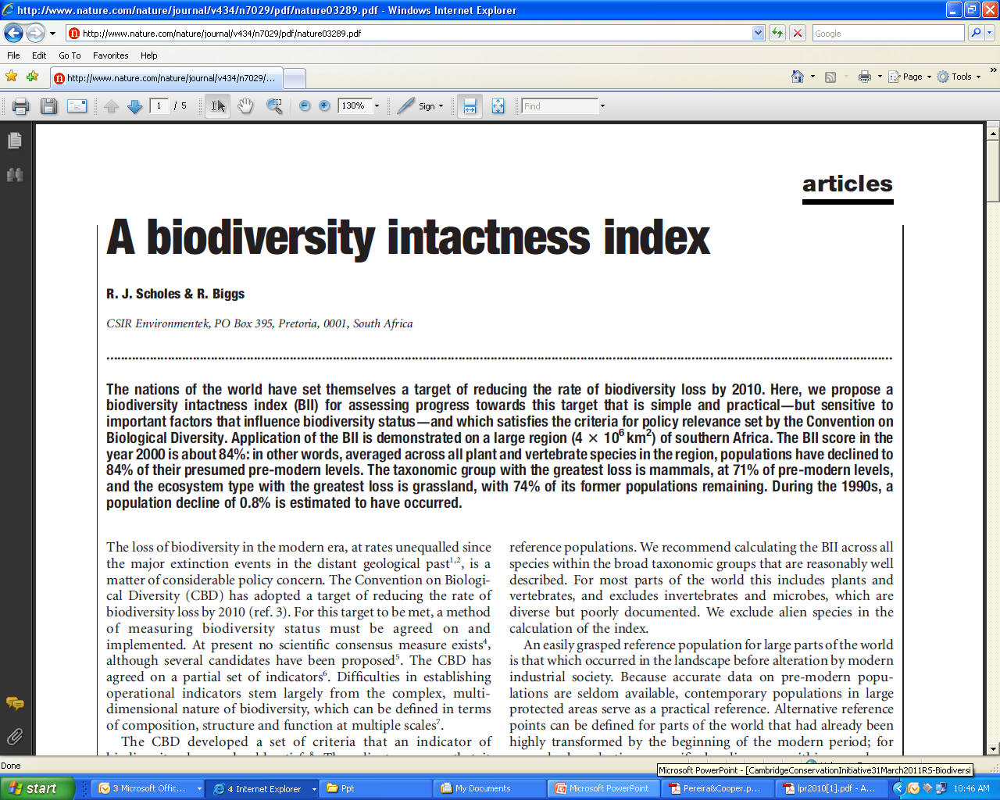 http://www.nature.com/nature/journal/v434/n7029/pdf/nature03289.pdf - Windows Internet Explorer
http://www.nature.com/nature/journal/v434/n7029/pdf/nature03289.pdf
Google
File Edit Go To Favorites Help
http://www.nature.com/nature/journal/v434/n7029/...
Page Tools
1 / 5 130% Sign Find
articles
A biodiversity intactness index
R. J. Scholes & R. Biggs
CSIR Environmentek, PO Box 395, Pretoria, 0001, South Africa
The nations of the world have set themselves a target of reducing the rate of biodiversity loss by 2010. Here, we propose a
biodiversity intactness index (BII) for assessing progress towards this target that is simple and practical—but sensitive to
important factors that influence biodiversity status—and which satisfies the criteria for policy relevance set by the Convention on
Biological Diversity. Application of the BII is demonstrated on a large region (4 × 10⁶ km²) of southern Africa. The BII score in the
year 2000 is about 84%: in other words, averaged across all plant and vertebrate species in the region, populations have declined to
84% of their presumed pre-modern levels. The taxonomic group with the greatest loss is mammals, at 71% of pre-modern levels,
and the ecosystem type with the greatest loss is grassland, with 74% of its former populations remaining. During the 1990s, a
population decline of 0.8% is estimated to have occurred.
The loss of biodiversity in the modern era, at rates unequalled since
the major extinction events in the distant geological past¹,², is a
matter of considerable policy concern. The Convention on Biologi-
cal Diversity (CBD) has adopted a target of reducing the rate of
biodiversity loss by 2010 (ref. 3). For this target to be met, a method
of measuring biodiversity status must be agreed on and
implemented. At present no scientific consensus measure exists⁴,
although several candidates have been proposed⁵. The CBD has
agreed on a partial set of indicators⁶. Difficulties in establishing
operational indicators stem largely from the complex, multi-
dimensional nature of biodiversity, which can be defined in terms
of composition, structure and function at multiple scales⁷.
The CBD developed a set of criteria that an indicator of
reference populations. We recommend calculating the BII across all
species within the broad taxonomic groups that are reasonably well
described. For most parts of the world this includes plants and
vertebrates, and excludes invertebrates and microbes, which are
diverse but poorly documented. We exclude alien species in the
calculation of the index.
An easily grasped reference population for large parts of the world
is that which occurred in the landscape before alteration by modern
industrial society. Because accurate data on pre-modern popu-
lations are seldom available, contemporary populations in large
protected areas serve as a practical reference. Alternative reference
points can be defined for parts of the world that had already been
highly transformed by the beginning of the modern period; for
Done
Microsoft PowerPoint - [CambridgeConservationInitiative31March2011RS-Biodiversi
start 3 Microsoft Offic... 4 Internet Explorer Ppt My Documents Microsoft PowerPoint Pereira&Cooper.p... lpr2010[1].pdf - A... 10:46 AM